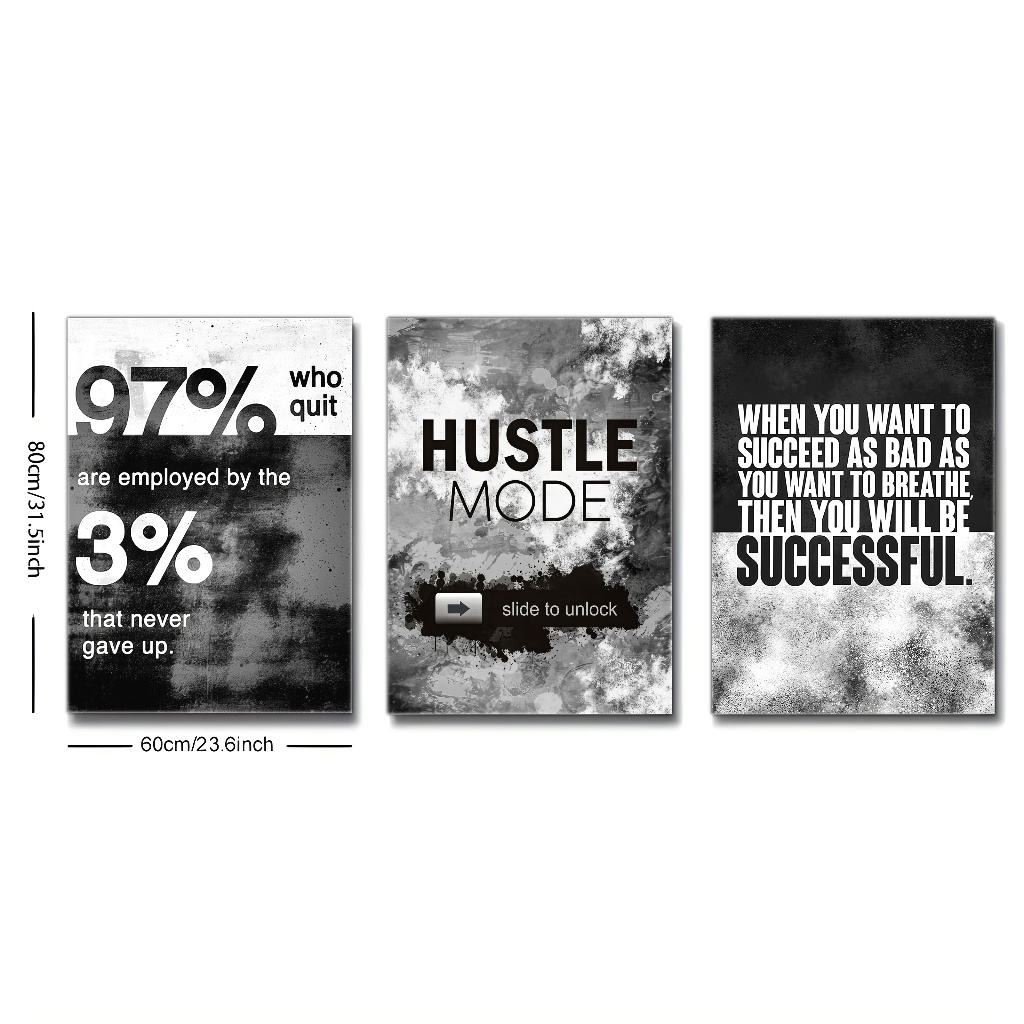 80cm/31.5inch
97% who
quit
are employed by the
3%
that never
gave up.
60cm/23.6inch
HUSTLE
MODE
slide to unlock
WHEN YOU WANT TO
SUCCEED AS BAD AS
YOU WANT TO BREATHE,
THEN YOU WILL BE
SUCCESSFUL.